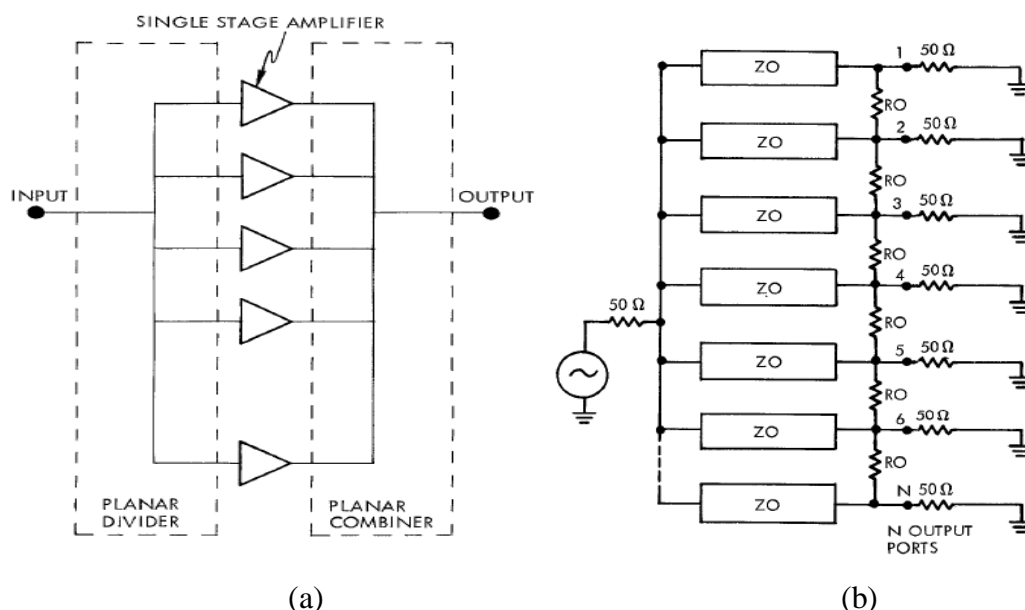 SINGLE STAGE AMPLIFIER
INPUT
OUTPUT
PLANAR
DIVIDER
PLANAR
COMBINER
(a)
ZO
1
50 Ω
RO
ZO
2
50 Ω
RO
ZO
3
50 Ω
RO
ZO
4
50 Ω
50 Ω
RO
ZO
5
50 Ω
RO
ZO
6
50 Ω
RO
ZO
N
50 Ω
N OUTPUT
PORTS
(b)